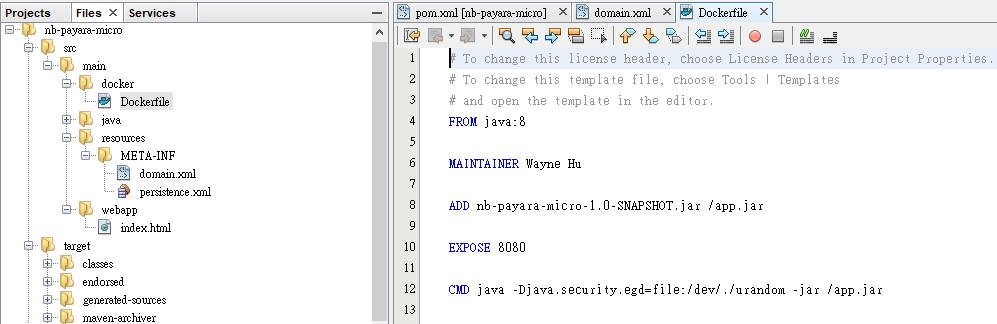 Projects Files Services
nb-payara-micro
src
main
docker
Dockerfile
java
resources
META-INF
domain.xml
persistence.xml
webapp
index.html
target
classes
endorsed
generated-sources
maven-archiver
pom.xml [nb-payara-micro] domain.xml Dockerfile
1 # To change this license header, choose License Headers in Project Properties.
2 # To change this template file, choose Tools | Templates
3 # and open the template in the editor.
4 FROM java:8
5
6 MAINTAINER Wayne Hu
7
8 ADD nb-payara-micro-1.0-SNAPSHOT.jar /app.jar
9
10 EXPOSE 8080
11
12 CMD java -Djava.security.egd=file:/dev/./urandom -jar /app.jar
13